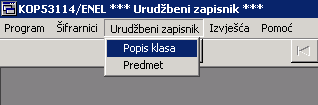 KOP53114/ENEL *** Urudžbeni zapisnik ***
Program Šifrarnici Urudžbeni zapisnik Izvješća Pomoć
Popis klasa
Predmet